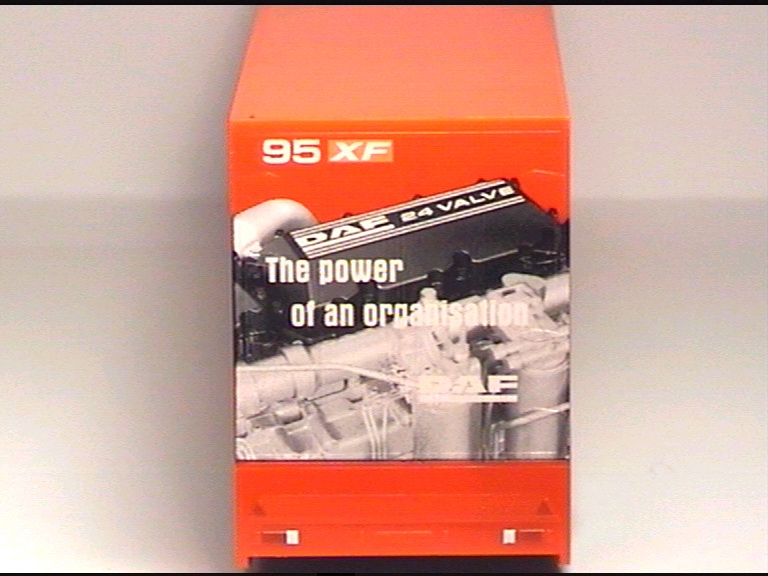 95 XF
DAF 24 VALVE
The power
of an organisation
DAF